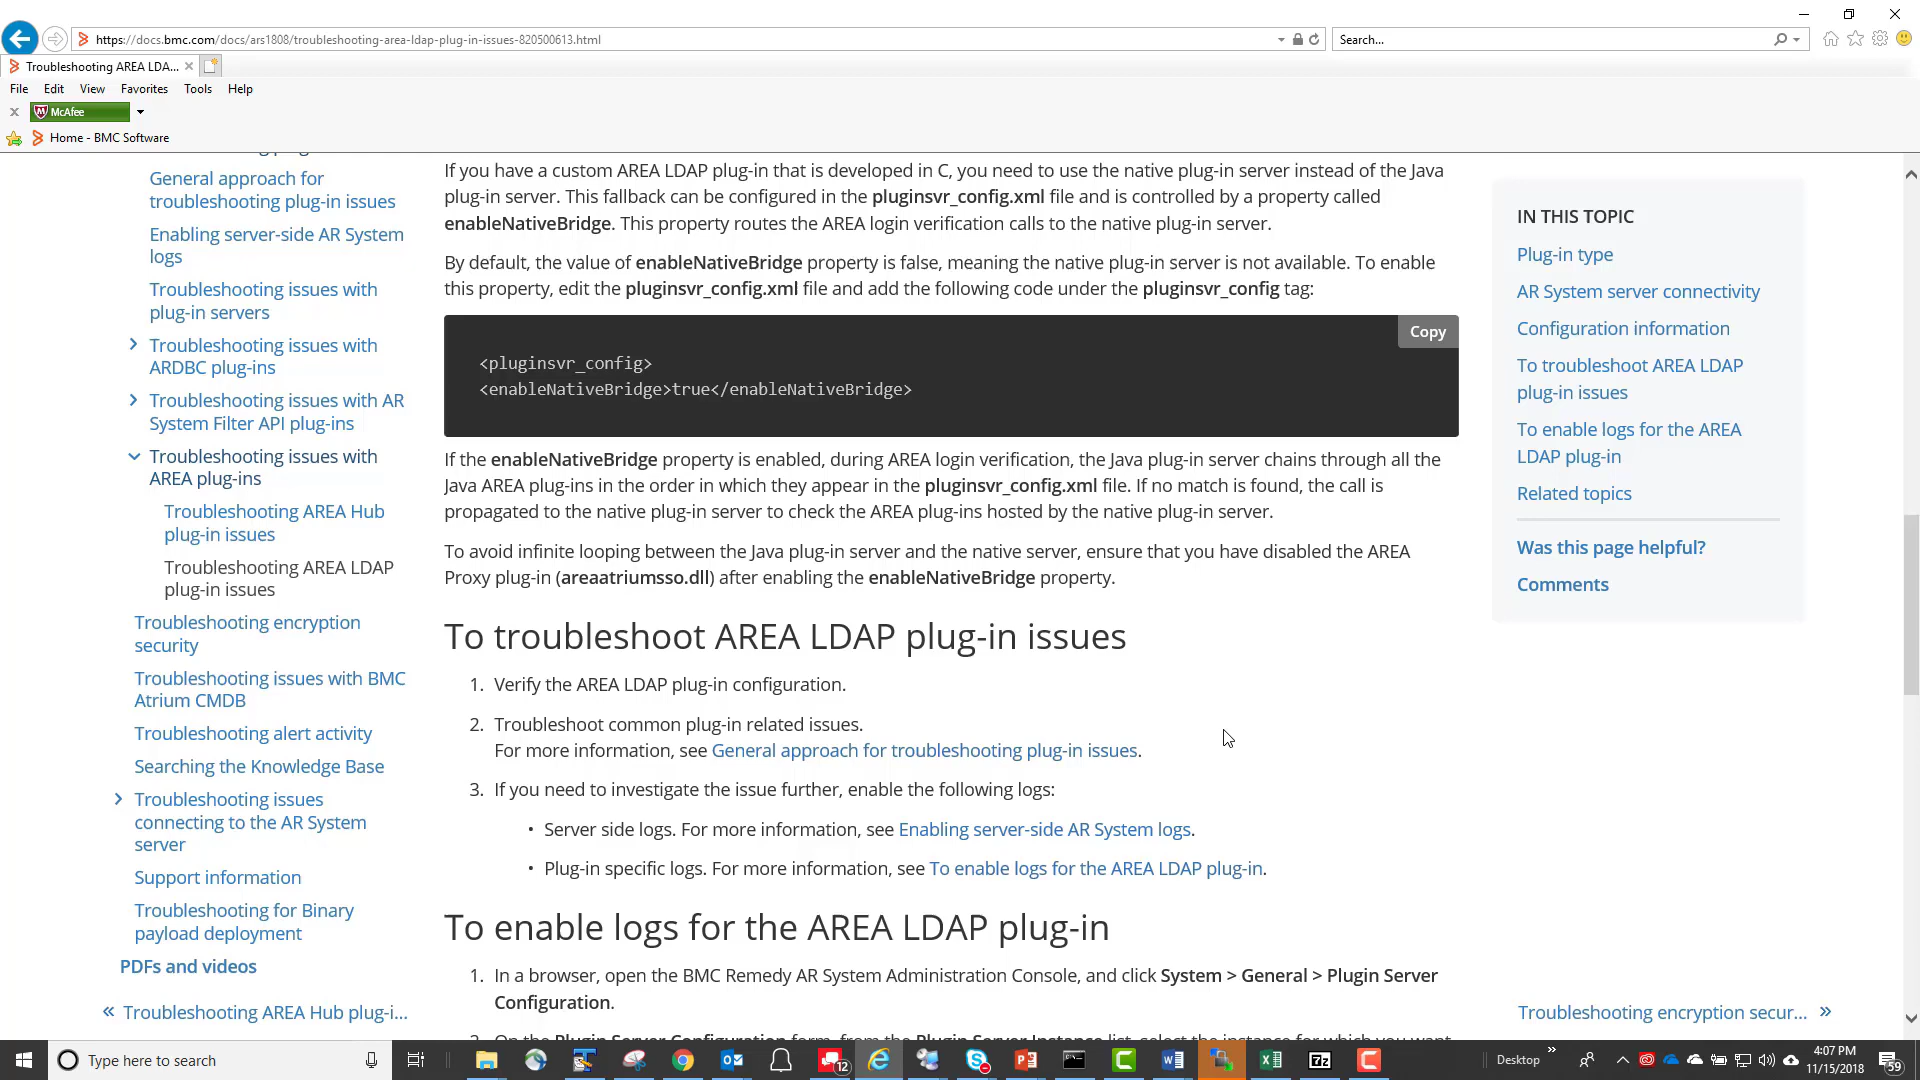 https://docs.bmc.com/docs/ars1808/troubleshooting-area-ldap-plug-in-issues-820500613.html
Search...
Troubleshooting AREA LDA...
File Edit View Favorites Tools Help
x McAfee
Home - BMC Software
General approach for
troubleshooting plug-in issues
Enabling server-side AR System
logs
Troubleshooting issues with
plug-in servers
Troubleshooting issues with
ARDBC plug-ins
Troubleshooting issues with AR
System Filter API plug-ins
Troubleshooting issues with
AREA plug-ins
Troubleshooting AREA Hub
plug-in issues
Troubleshooting AREA LDAP
plug-in issues
Troubleshooting encryption
security
Troubleshooting issues with BMC
Atrium CMDB
Troubleshooting alert activity
Searching the Knowledge Base
Troubleshooting issues
connecting to the AR System
server
Support information
Troubleshooting for Binary
payload deployment
PDFs and videos
« Troubleshooting AREA Hub plug-i...
If you have a custom AREA LDAP plug-in that is developed in C, you need to use the native plug-in server instead of the Java
plug-in server. This fallback can be configured in the pluginsvr_config.xml file and is controlled by a property called
enableNativeBridge. This property routes the AREA login verification calls to the native plug-in server.
By default, the value of enableNativeBridge property is false, meaning the native plug-in server is not available. To enable
this property, edit the pluginsvr_config.xml file and add the following code under the pluginsvr_config tag:
Copy
<pluginsvr_config>
<enableNativeBridge>true</enableNativeBridge>
If the enableNativeBridge property is enabled, during AREA login verification, the Java plug-in server chains through all the
Java AREA plug-ins in the order in which they appear in the pluginsvr_config.xml file. If no match is found, the call is
propagated to the native plug-in server to check the AREA plug-ins hosted by the native plug-in server.
To avoid infinite looping between the Java plug-in server and the native server, ensure that you have disabled the AREA
Proxy plug-in (areaatriumsso.dll) after enabling the enableNativeBridge property.
To troubleshoot AREA LDAP plug-in issues
1. Verify the AREA LDAP plug-in configuration.
2. Troubleshoot common plug-in related issues.
For more information, see General approach for troubleshooting plug-in issues.
3. If you need to investigate the issue further, enable the following logs:
• Server side logs. For more information, see Enabling server-side AR System logs.
• Plug-in specific logs. For more information, see To enable logs for the AREA LDAP plug-in.
To enable logs for the AREA LDAP plug-in
1. In a browser, open the BMC Remedy AR System Administration Console, and click System > General > Plugin Server
Configuration.
2. On the Plugin Server Configuration form, from the Plugin Server Instance list, select the instance for which you want
IN THIS TOPIC
Plug-in type
AR System server connectivity
Configuration information
To troubleshoot AREA LDAP
plug-in issues
To enable logs for the AREA
LDAP plug-in
Related topics
Was this page helpful?
Comments
Troubleshooting encryption secur... »
Type here to search
12
7z
Desktop »
4:07 PM
11/15/2018
59